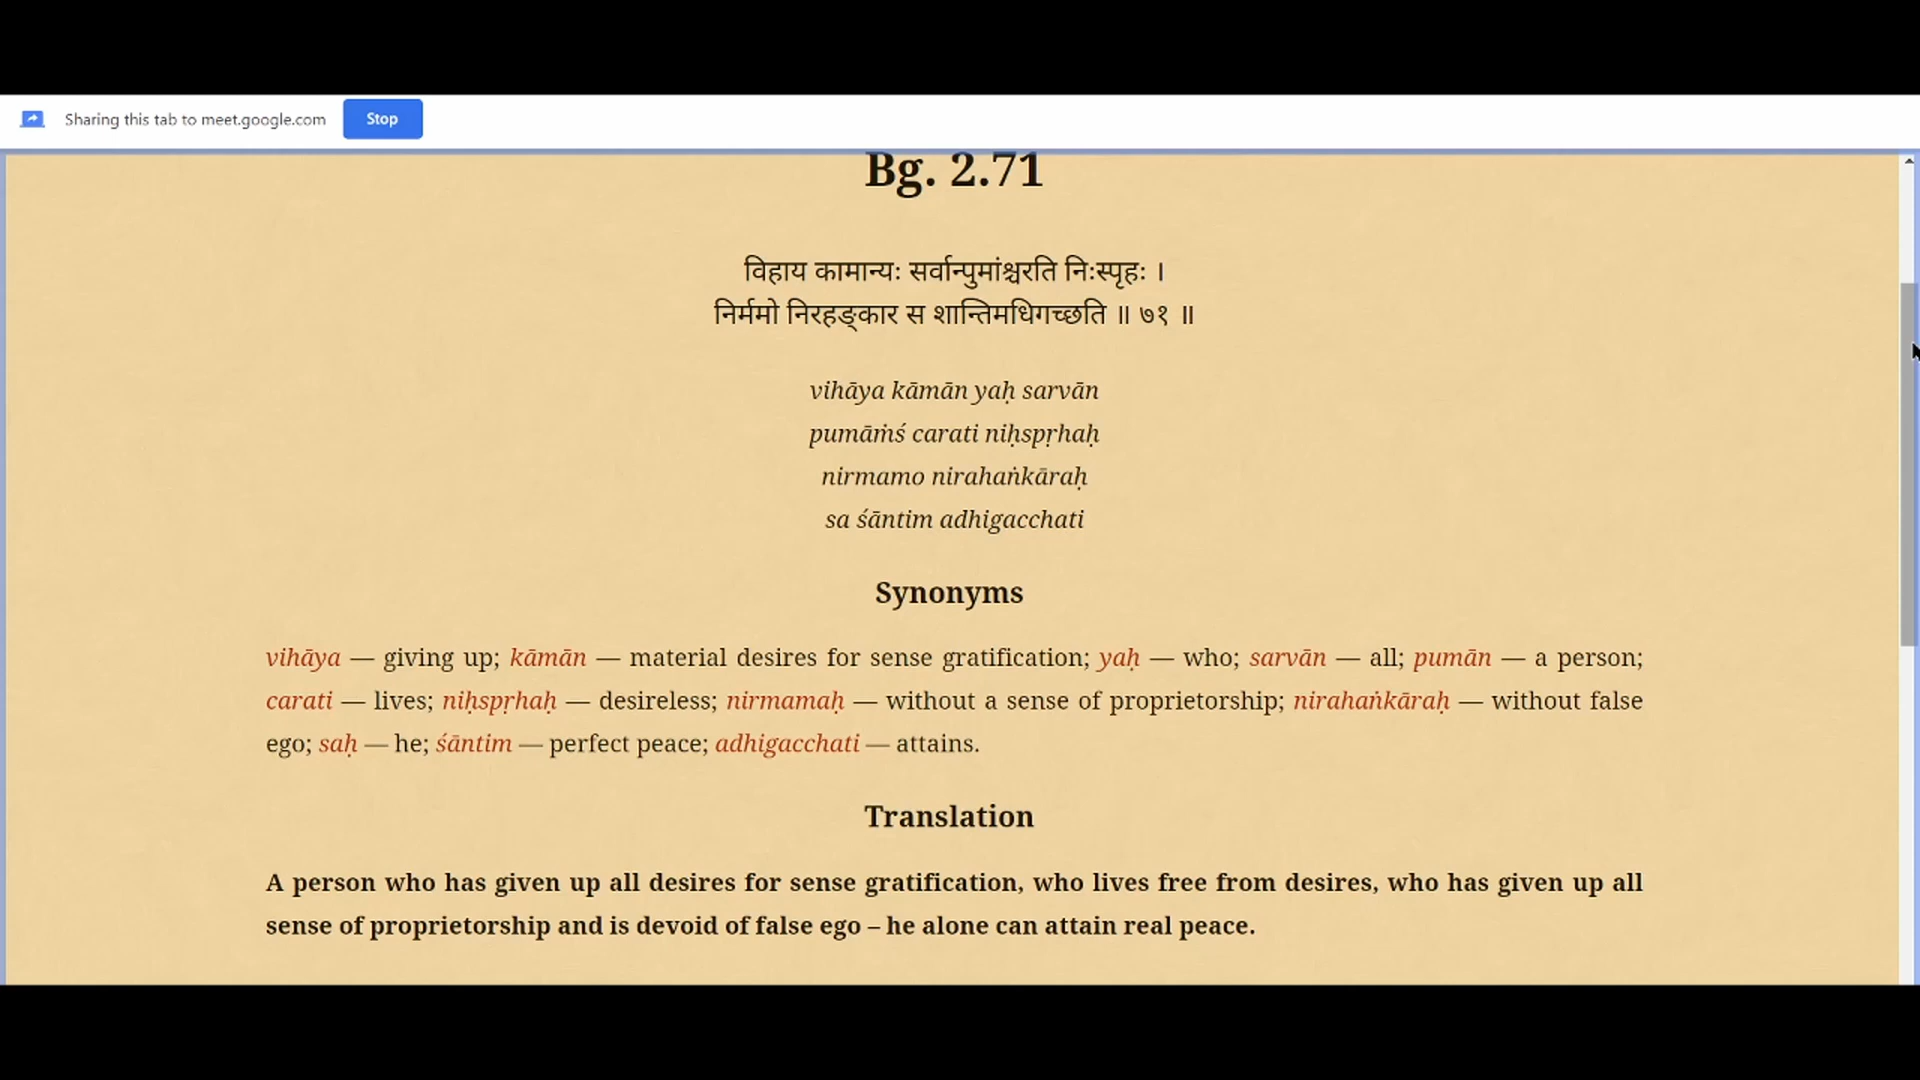 Sharing this tab to meet.google.com
Stop
Bg. 2.71
विहाय कामान्यः सर्वान्पुमांश्चरति निःस्पृहः ।
निर्ममो निरहङ्कार स शान्तिमधिगच्छति ॥ ७१ ॥
vihāya kāmān yaḥ sarvān
pumāṁś carati niḥspṛhaḥ
nirmamo nirahaṅkāraḥ
sa śāntim adhigacchati
Synonyms
vihāya — giving up; kāmān — material desires for sense gratification; yaḥ — who; sarvān — all; pumān — a person;
carati — lives; niḥspṛhaḥ — desireless; nirmamaḥ — without a sense of proprietorship; nirahaṅkāraḥ — without false
ego; saḥ — he; śāntim — perfect peace; adhigacchati — attains.
Translation
A person who has given up all desires for sense gratification, who lives free from desires, who has given up all
sense of proprietorship and is devoid of false ego – he alone can attain real peace.